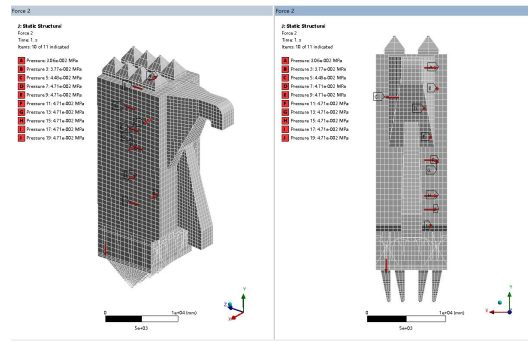 Force 2
J: Static Structural
Force 2
Time: 1. s
Items: 10 of 11 indicated
A Pressure: 3.06e-002 MPa
B Pressure 3: 3.77e-002 MPa
C Pressure 5: 4.48e-002 MPa
D Pressure 7: 4.71e-002 MPa
E Pressure 9: 4.71e-002 MPa
F Pressure 11: 4.71e-002 MPa
G Pressure 13: 4.71e-002 MPa
H Pressure 15: 4.71e-002 MPa
I Pressure 17: 4.71e-002 MPa
J Pressure 19: 4.71e-002 MPa
0
1e+04 (mm)
5e+03
Y
Z
X
Force 2
J: Static Structural
Force 2
Time: 1. s
Items: 10 of 11 indicated
A Pressure: 3.06e-002 MPa
B Pressure 3: 3.77e-002 MPa
C Pressure 5: 4.48e-002 MPa
D Pressure 7: 4.71e-002 MPa
E Pressure 9: 4.71e-002 MPa
F Pressure 11: 4.71e-002 MPa
G Pressure 13: 4.71e-002 MPa
H Pressure 15: 4.71e-002 MPa
I Pressure 17: 4.71e-002 MPa
J Pressure 19: 4.71e-002 MPa
C
0
1e+04 (mm)
5e+03
Y
X